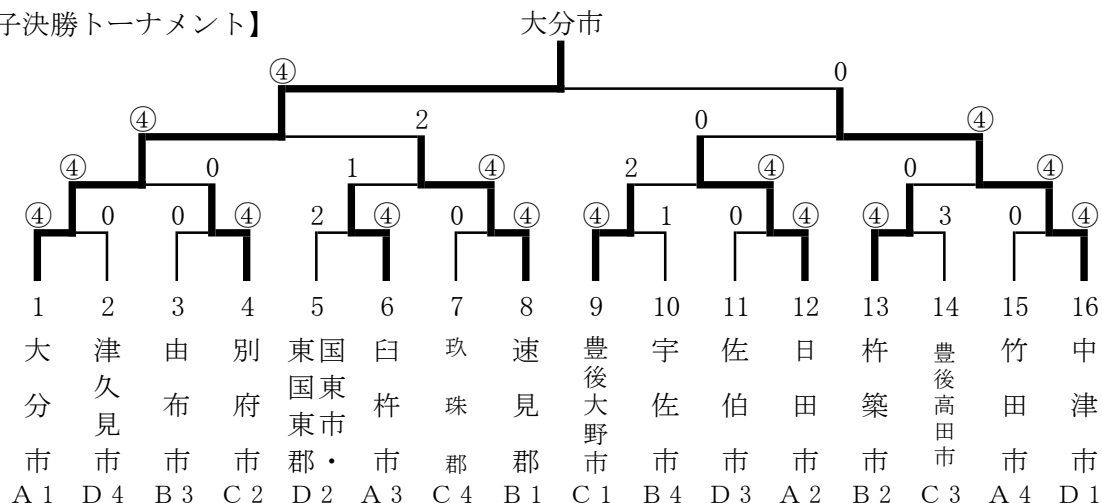 子決勝トーナメント】
大分市
④ 0
④ 2 0 ④
④ 0 1 ④ 2 ④ 0 ④
④ 0 0 ④ 2 ④ 0 ④ ④ 1 0 ④ ④ 3 0 ④
1 2 3 4 5 6 7 8 9 10 11 12 13 14 15 16
大分市
津久見市
由布市
別府市
国東市・
東国東郡
臼杵市
玖珠郡
速見郡
豊後大野市
宇佐市
佐伯市
日田市
杵築市
豊後高田市
竹田市
中津市
A1 D4 B3 C2 D2 A3 C4 B1 C1 B4 D3 A2 B2 C3 A4 D1